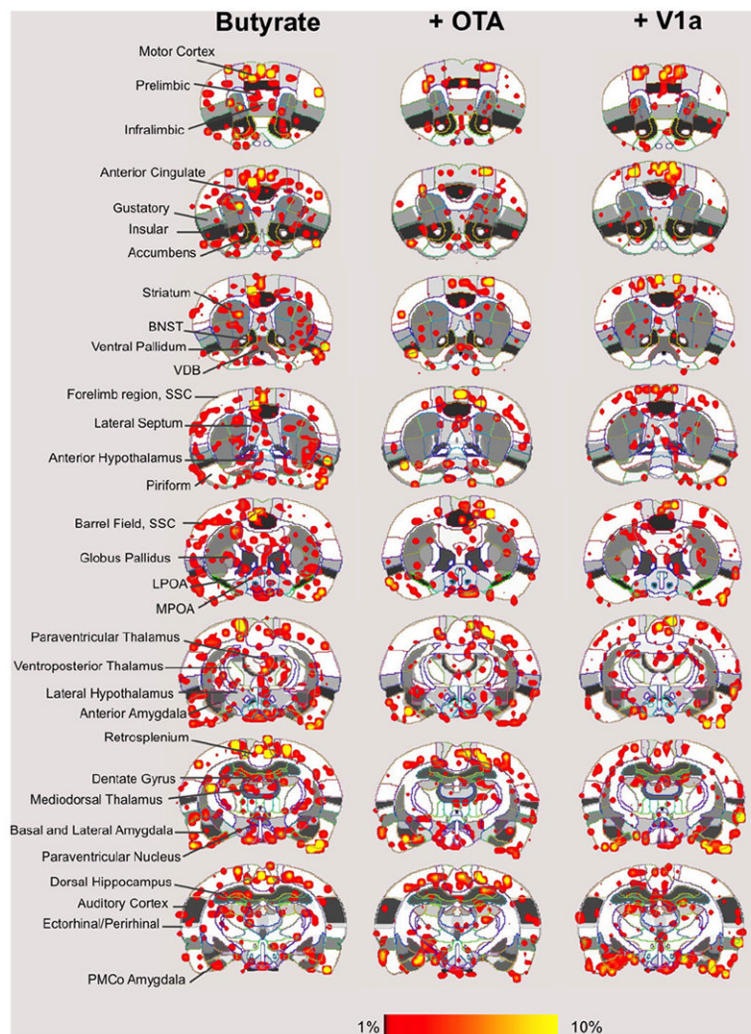 Butyrate + OTA + V1a
Motor Cortex
Prelimbic
Infralimbic
Anterior Cingulate
Gustatory
Insular
Accumbens
Striatum
BNST
Ventral Pallidum
VDB
Forelimb region, SSC
Lateral Septum
Anterior Hypothalamus
Piriform
Barrel Field, SSC
Globus Pallidus
LPOA
MPOA
Paraventricular Thalamus
Ventroposterior Thalamus
Lateral Hypothalamus
Anterior Amygdala
Retrosplenium
Dentate Gyrus
Mediodorsal Thalamus
Basal and Lateral Amygdala
Paraventricular Nucleus
Dorsal Hippocampus
Auditory Cortex
Ectorhinal/Perirhinal
PMCo Amygdala
1% 10%